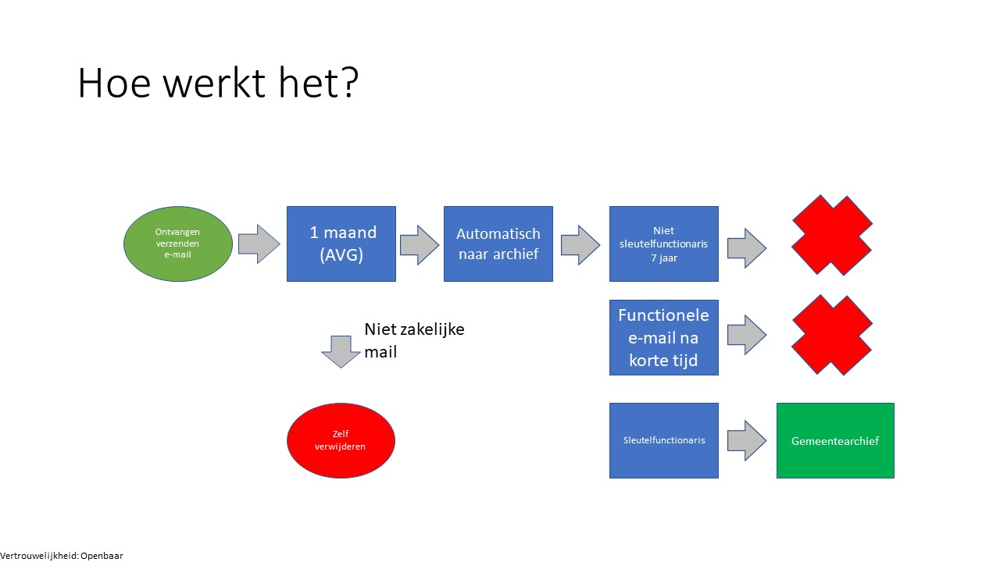 Hoe werkt het?
Ontvangen
verzenden
e-mail
1 maand
(AVG)
Automatisch
naar archief
Niet
sleutelfunctionaris
7 jaar
Niet zakelijke
mail
Functionele
e-mail na
korte tijd
Zelf
verwijderen
Sleutelfunctionaris
Gemeentearchief
Vertrouwelijkheid: Openbaar